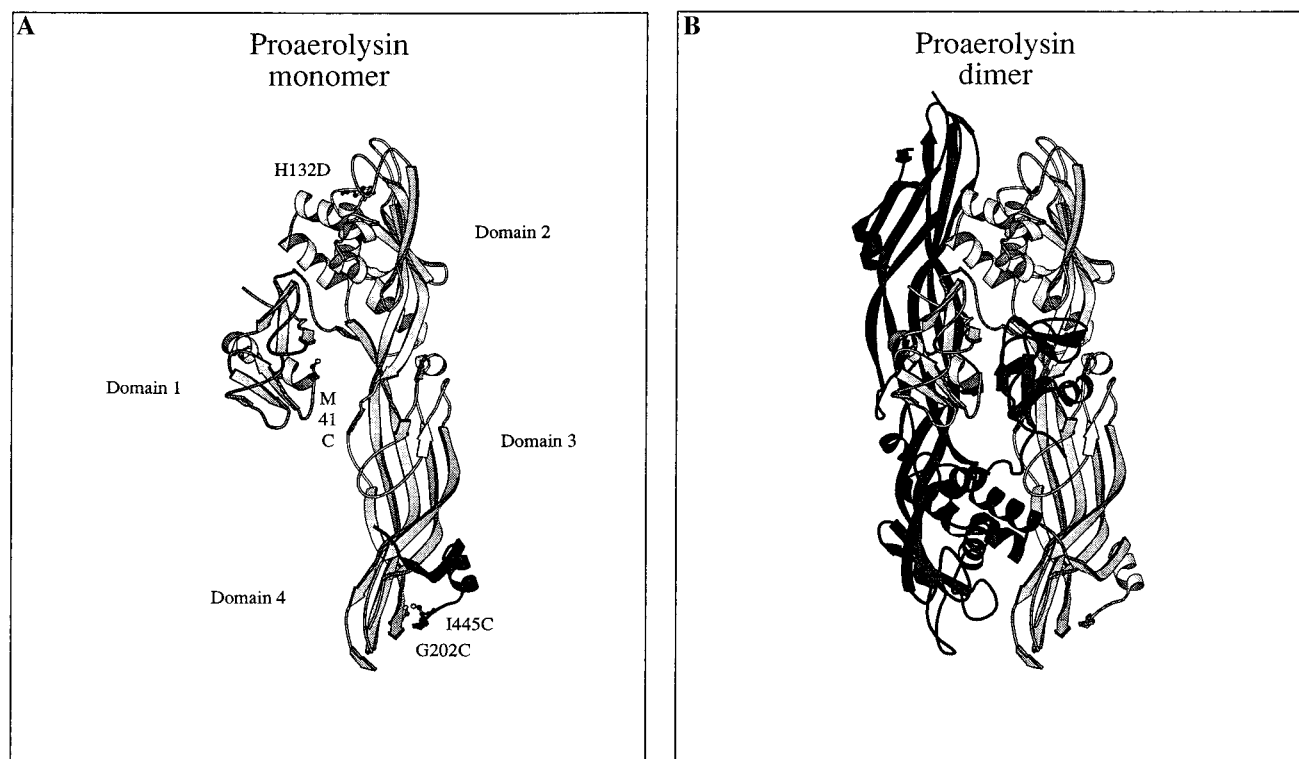 A
Proaerolysin
monomer
H132D
Domain 2
Domain 1
M
41
C
Domain 3
Domain 4
I445C
G202C
B
Proaerolysin
dimer